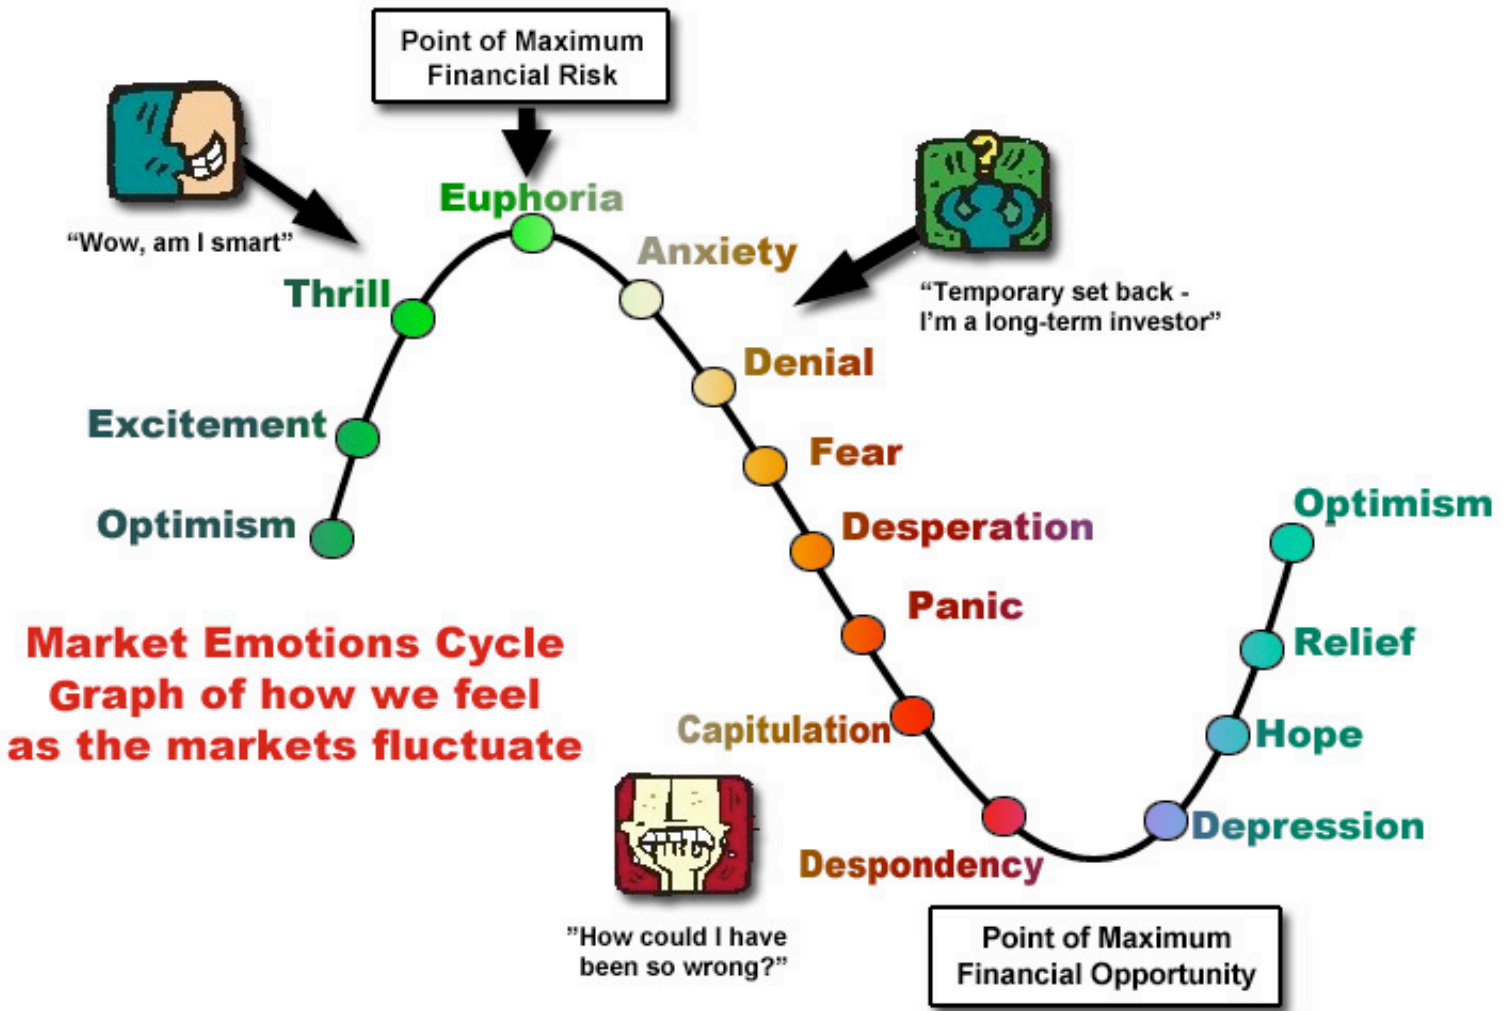 Point of Maximum
Financial Risk
“Wow, am I smart”
Euphoria
Anxiety
“Temporary set back -
I’m a long-term investor”
Thrill
Denial
Excitement
Fear
Optimism
Desperation
Optimism
Panic
Market Emotions Cycle
Graph of how we feel
as the markets fluctuate
Relief
Capitulation
Hope
Despondency
Depression
”How could I have
been so wrong?”
Point of Maximum
Financial Opportunity